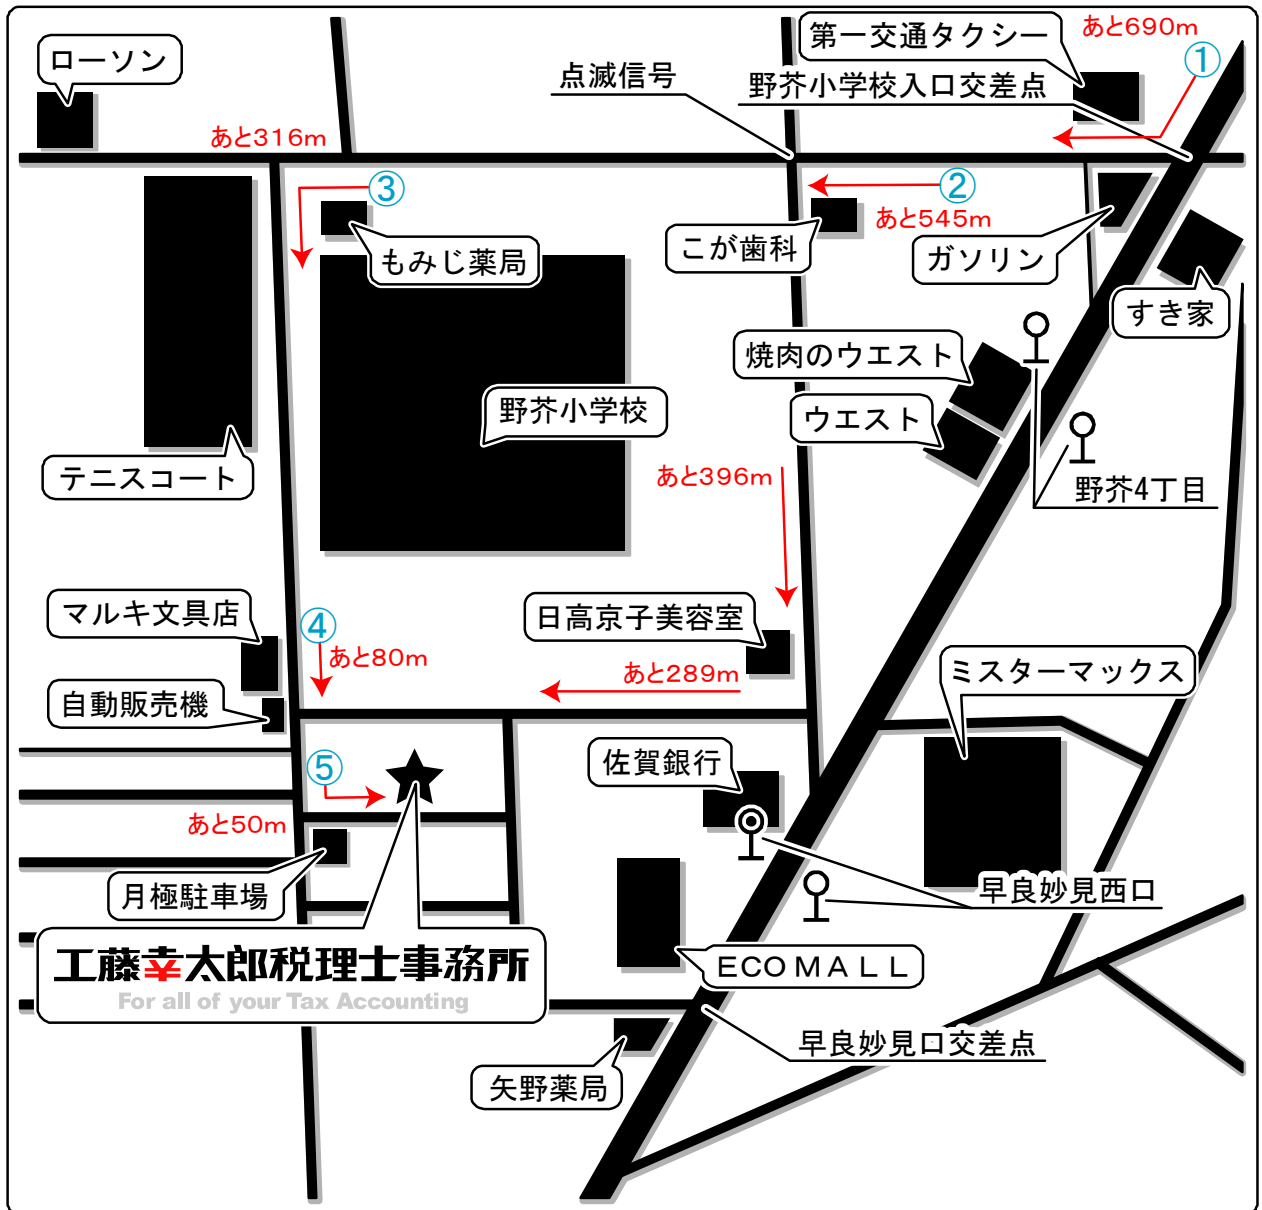 あと690m
第一交通タクシー
①
ローソン
点滅信号
野芥小学校入口交差点
あと316m
③
②
あと545m
もみじ薬局
こが歯科
ガソリン
すき家
焼肉のウエスト
野芥小学校
ウエスト
テニスコート
あと396m
野芥4丁目
マルキ文具店
④
日高京子美容室
あと80m
あと289m
ミスターマックス
自動販売機
⑤
佐賀銀行
あと50m
月極駐車場
早良妙見西口
工藤幸太郎税理士事務所
For all of your Tax Accounting
ECOMALL
早良妙見口交差点
矢野薬局